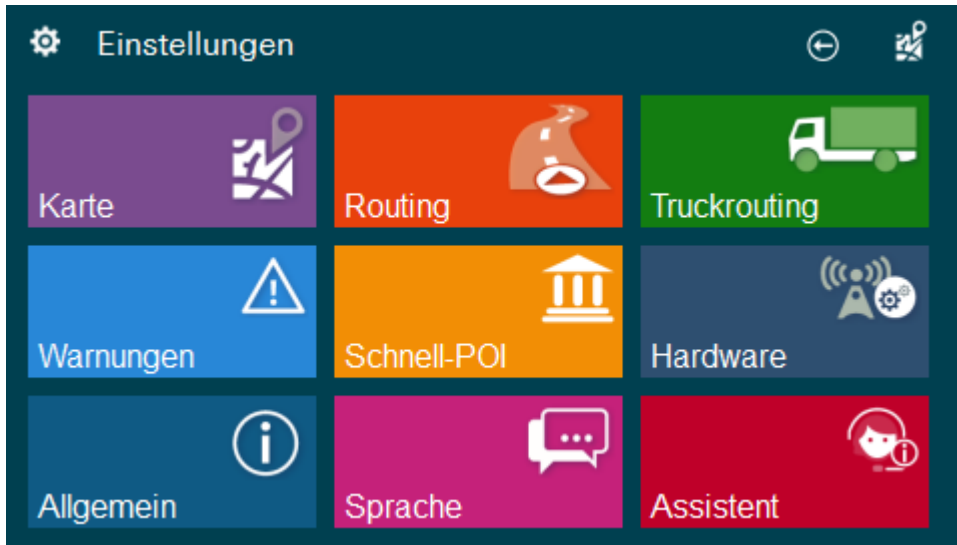 Einstellungen
Karte
Routing
Truckrouting
Warnungen
Schnell-POI
Hardware
Allgemein
Sprache
Assistent